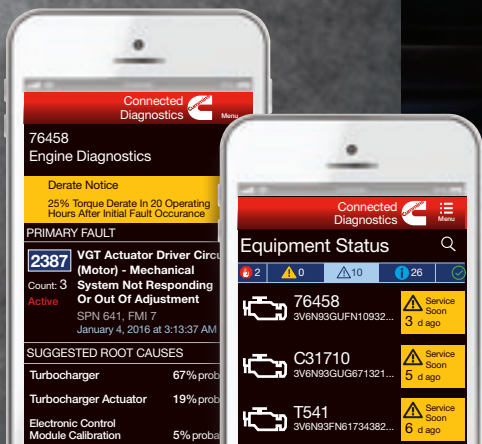 Connected
Diagnostics
Menu
76458
Engine Diagnostics
Derate Notice
25% Torque Derate In 20 Operating
Hours After Initial Fault Occurance
PRIMARY FAULT
2387
Count: 3
Active
VGT Actuator Driver Circu
(Motor) - Mechanical
System Not Responding
Or Out Of Adjustment
SPN 641, FMI 7
January 4, 2016 at 3:13:37 AM
SUGGESTED ROOT CAUSES
Turbocharger 67% prob
Turbocharger Actuator 19% prob
Electronic Control
Module Calibration 5% proba
Connected
Diagnostics
Menu
Equipment Status
2 0 10 26
76458
3V6N93GUFN10932...
Service
Soon
3 d ago
C31710
3V6N93GUG671321...
Service
Soon
5 d ago
T541
3V6N93FN61734382...
Service
Soon
6 d ago